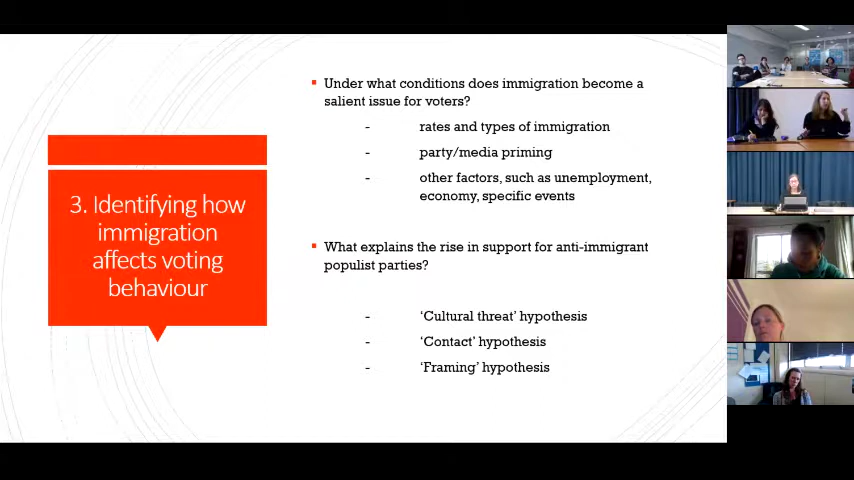 3. Identifying how
immigration
affects voting
behaviour
▪ Under what conditions does immigration become a
salient issue for voters?
- rates and types of immigration
- party/media priming
- other factors, such as unemployment,
economy, specific events
▪ What explains the rise in support for anti-immigrant
populist parties?
- ‘Cultural threat’ hypothesis
- ‘Contact’ hypothesis
- ‘Framing’ hypothesis